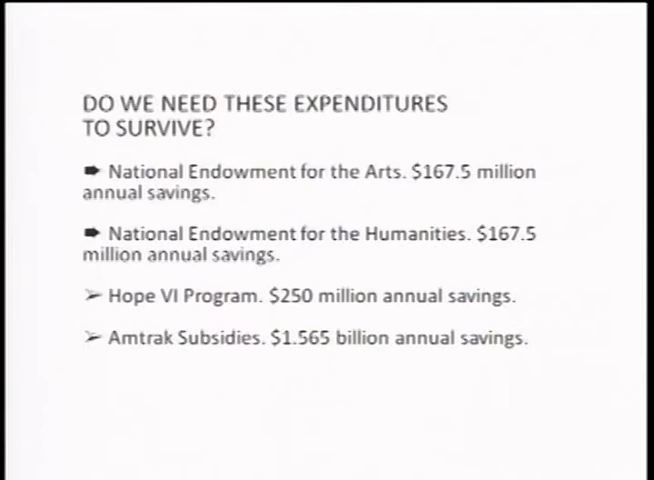 DO WE NEED THESE EXPENDITURES
TO SURVIVE?
➨ National Endowment for the Arts. $167.5 million
annual savings.
➨ National Endowment for the Humanities. $167.5
million annual savings.
➢ Hope VI Program. $250 million annual savings.
➢ Amtrak Subsidies. $1.565 billion annual savings.